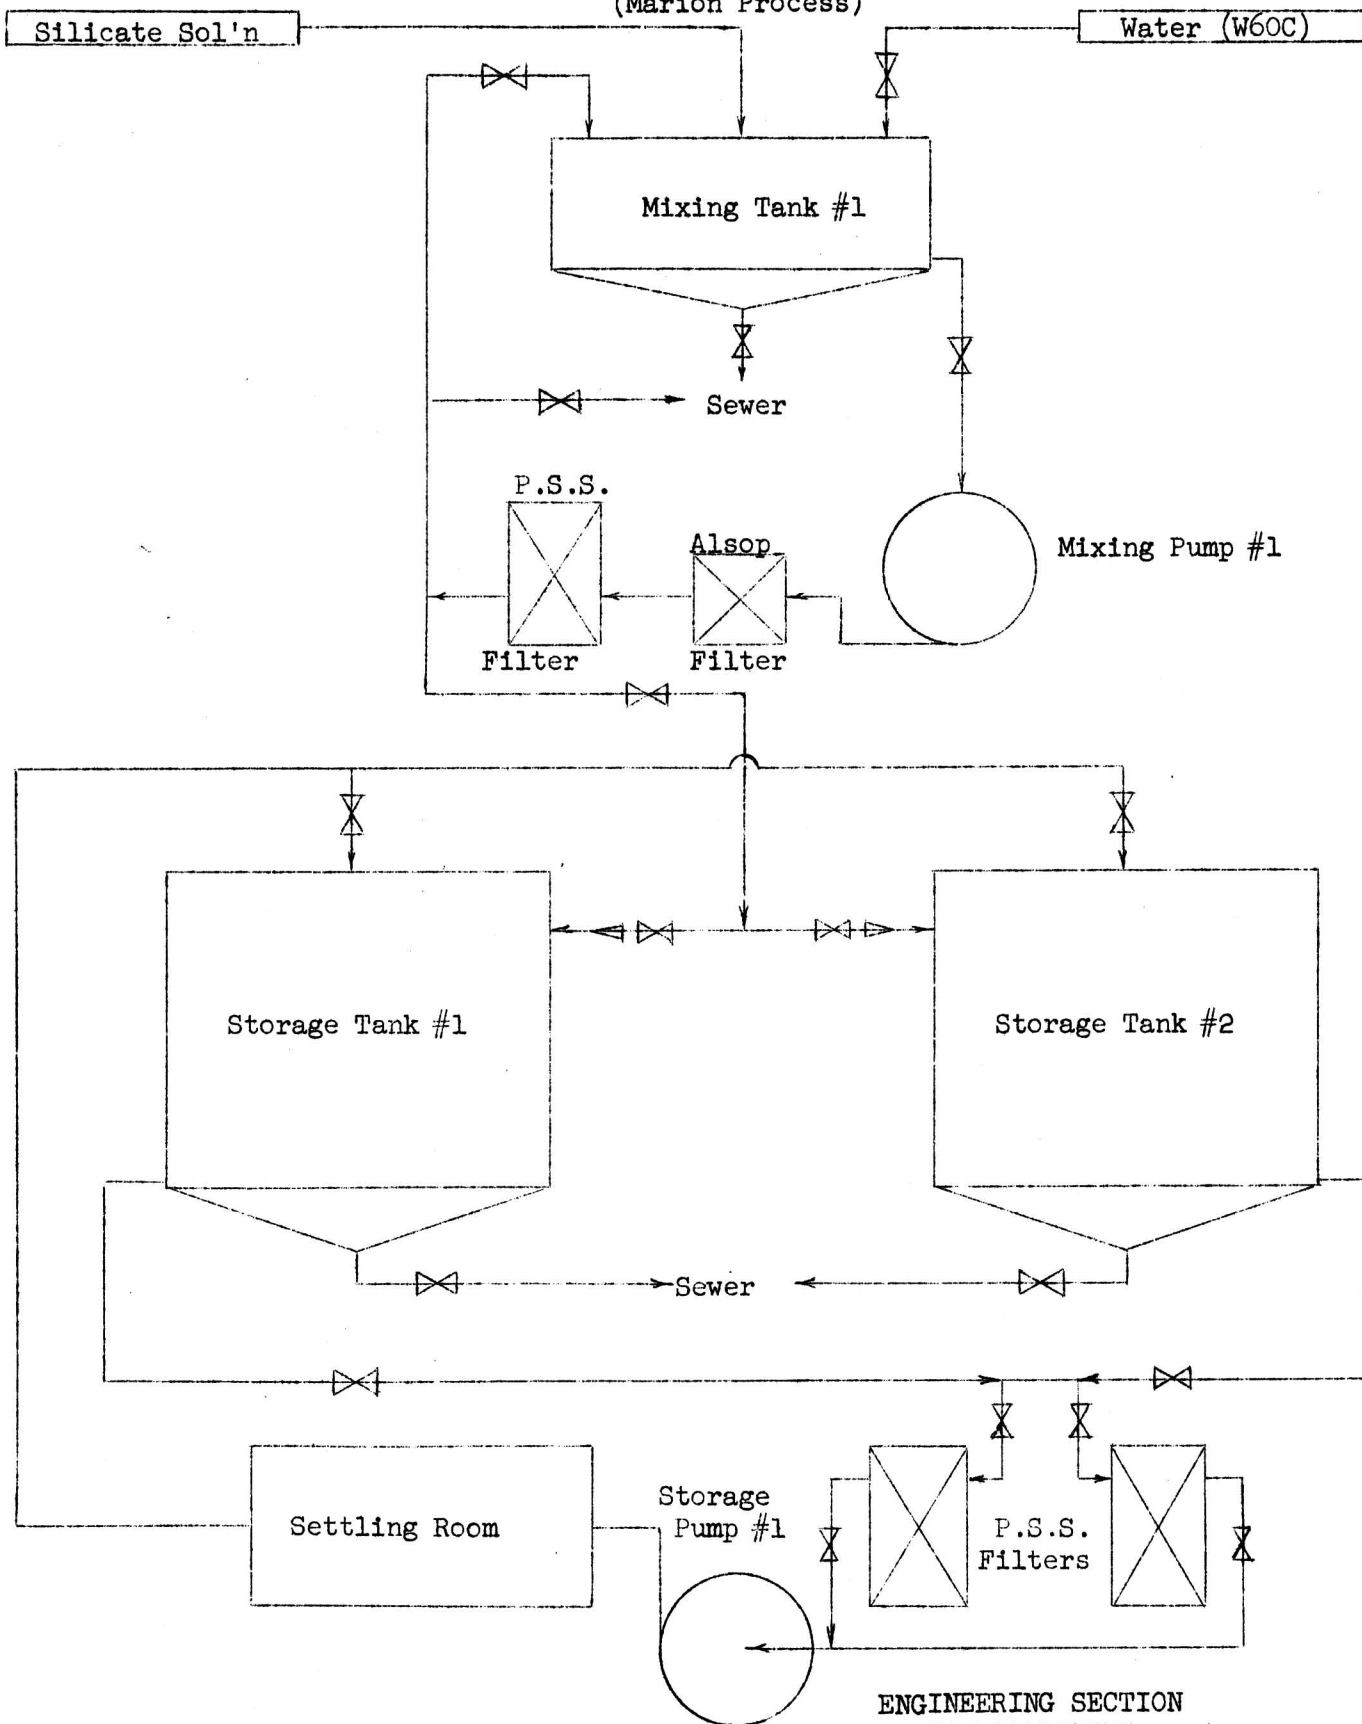 (Marion Process)
Silicate Sol'n
Water (W60C)
Mixing Tank #1
Sewer
P.S.S.
Filter
Alsop
Filter
Mixing Pump #1
Storage Tank #1
Storage Tank #2
Sewer
Settling Room
Storage
Pump #1
P.S.S.
Filters
ENGINEERING SECTION